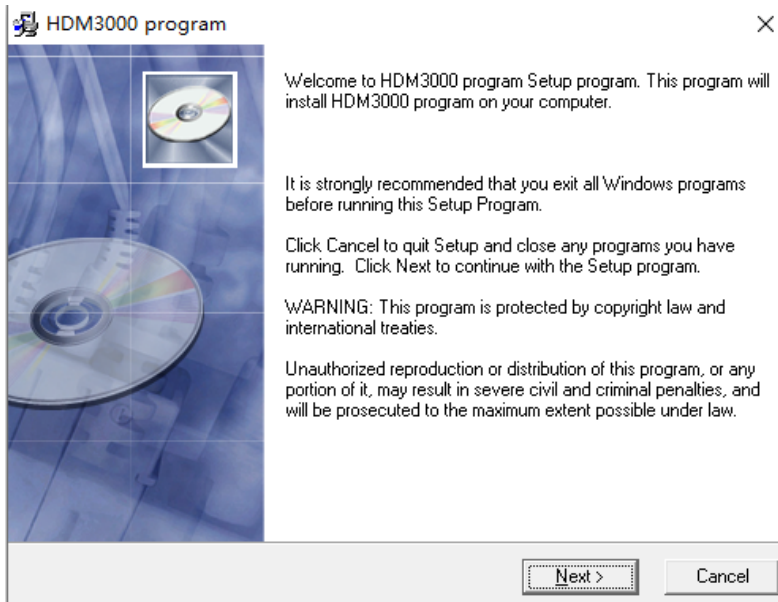 HDM3000 program
Welcome to HDM3000 program Setup program. This program will
install HDM3000 program on your computer.
It is strongly recommended that you exit all Windows programs
before running this Setup Program.
Click Cancel to quit Setup and close any programs you have
running.  Click Next to continue with the Setup program.
WARNING: This program is protected by copyright law and
international treaties.
Unauthorized reproduction or distribution of this program, or any
portion of it, may result in severe civil and criminal penalties, and
will be prosecuted to the maximum extent possible under law.
Next >
Cancel